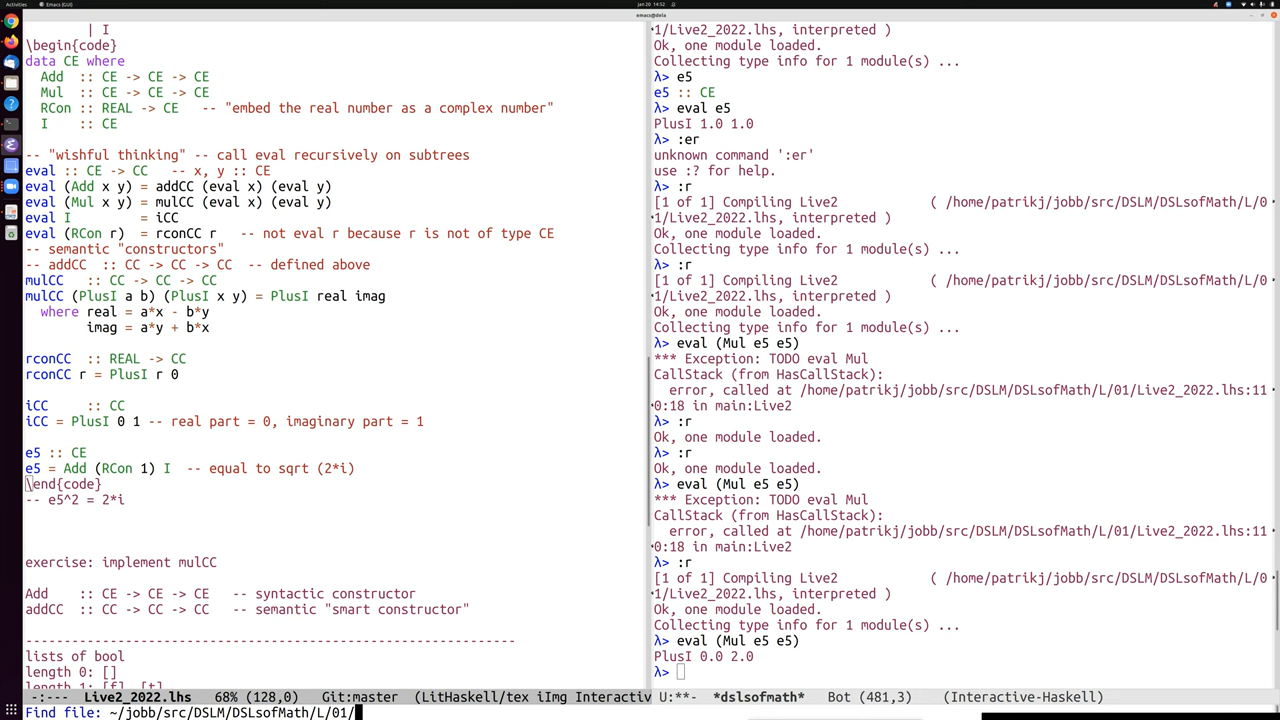 Activities
Emacs (GUI)
Jan 20 14:52
emacs@dela
| I
\begin{code}
data CE where
Add :: CE -> CE -> CE
Mul :: CE -> CE -> CE
RCon :: REAL -> CE -- "embed the real number as a complex number"
I :: CE
-- "wishful thinking" -- call eval recursively on subtrees
eval :: CE -> CC -- x, y :: CE
eval (Add x y) = addCC (eval x) (eval y)
eval (Mul x y) = mulCC (eval x) (eval y)
eval I = iCC
eval (RCon r) = rconCC r -- not eval r because r is not of type CE
-- semantic "constructors"
-- addCC :: CC -> CC -> CC -- defined above
mulCC :: CC -> CC -> CC
mulCC (PlusI a b) (PlusI x y) = PlusI real imag
where real = a*x - b*y
imag = a*y + b*x
rconCC :: REAL -> CC
rconCC r = PlusI r 0
iCC :: CC
iCC = PlusI 0 1 -- real part = 0, imaginary part = 1
e5 :: CE
e5 = Add (RCon 1) I -- equal to sqrt (2*i)
\end{code}
-- e5^2 = 2*i
exercise: implement mulCC
Add :: CE -> CE -> CE -- syntactic constructor
addCC :: CC -> CC -> CC -- semantic "smart constructor"
---------------------------------------------------------------
lists of bool
length 0: []
length 1: [f], [t]
-:--- Live2_2022.lhs 68% (128,0) Git:master (LitHaskell/tex iImg Interactiv
1/Live2_2022.lhs, interpreted )
Ok, one module loaded.
Collecting type info for 1 module(s) ...
λ> e5
e5 :: CE
λ> eval e5
PlusI 1.0 1.0
λ> :er
unknown command ':er'
use :? for help.
λ> :r
[1 of 1] Compiling Live2 ( /home/patrikj/jobb/src/DSLM/DSLsofMath/L/0
1/Live2_2022.lhs, interpreted )
Ok, one module loaded.
Collecting type info for 1 module(s) ...
λ> :r
[1 of 1] Compiling Live2 ( /home/patrikj/jobb/src/DSLM/DSLsofMath/L/0
1/Live2_2022.lhs, interpreted )
Ok, one module loaded.
Collecting type info for 1 module(s) ...
λ> eval (Mul e5 e5)
*** Exception: TODO eval Mul
CallStack (from HasCallStack):
error, called at /home/patrikj/jobb/src/DSLM/DSLsofMath/L/01/Live2_2022.lhs:11
0:18 in main:Live2
λ> :r
Ok, one module loaded.
λ> :r
Ok, one module loaded.
λ> eval (Mul e5 e5)
*** Exception: TODO eval Mul
CallStack (from HasCallStack):
error, called at /home/patrikj/jobb/src/DSLM/DSLsofMath/L/01/Live2_2022.lhs:11
0:18 in main:Live2
λ> :r
[1 of 1] Compiling Live2 ( /home/patrikj/jobb/src/DSLM/DSLsofMath/L/0
1/Live2_2022.lhs, interpreted )
Ok, one module loaded.
Collecting type info for 1 module(s) ...
λ> eval (Mul e5 e5)
PlusI 0.0 2.0
λ>
U:**- *dslsofmath* Bot (481,3) (Interactive-Haskell)
Find file: ~/jobb/src/DSLM/DSLsofMath/L/01/